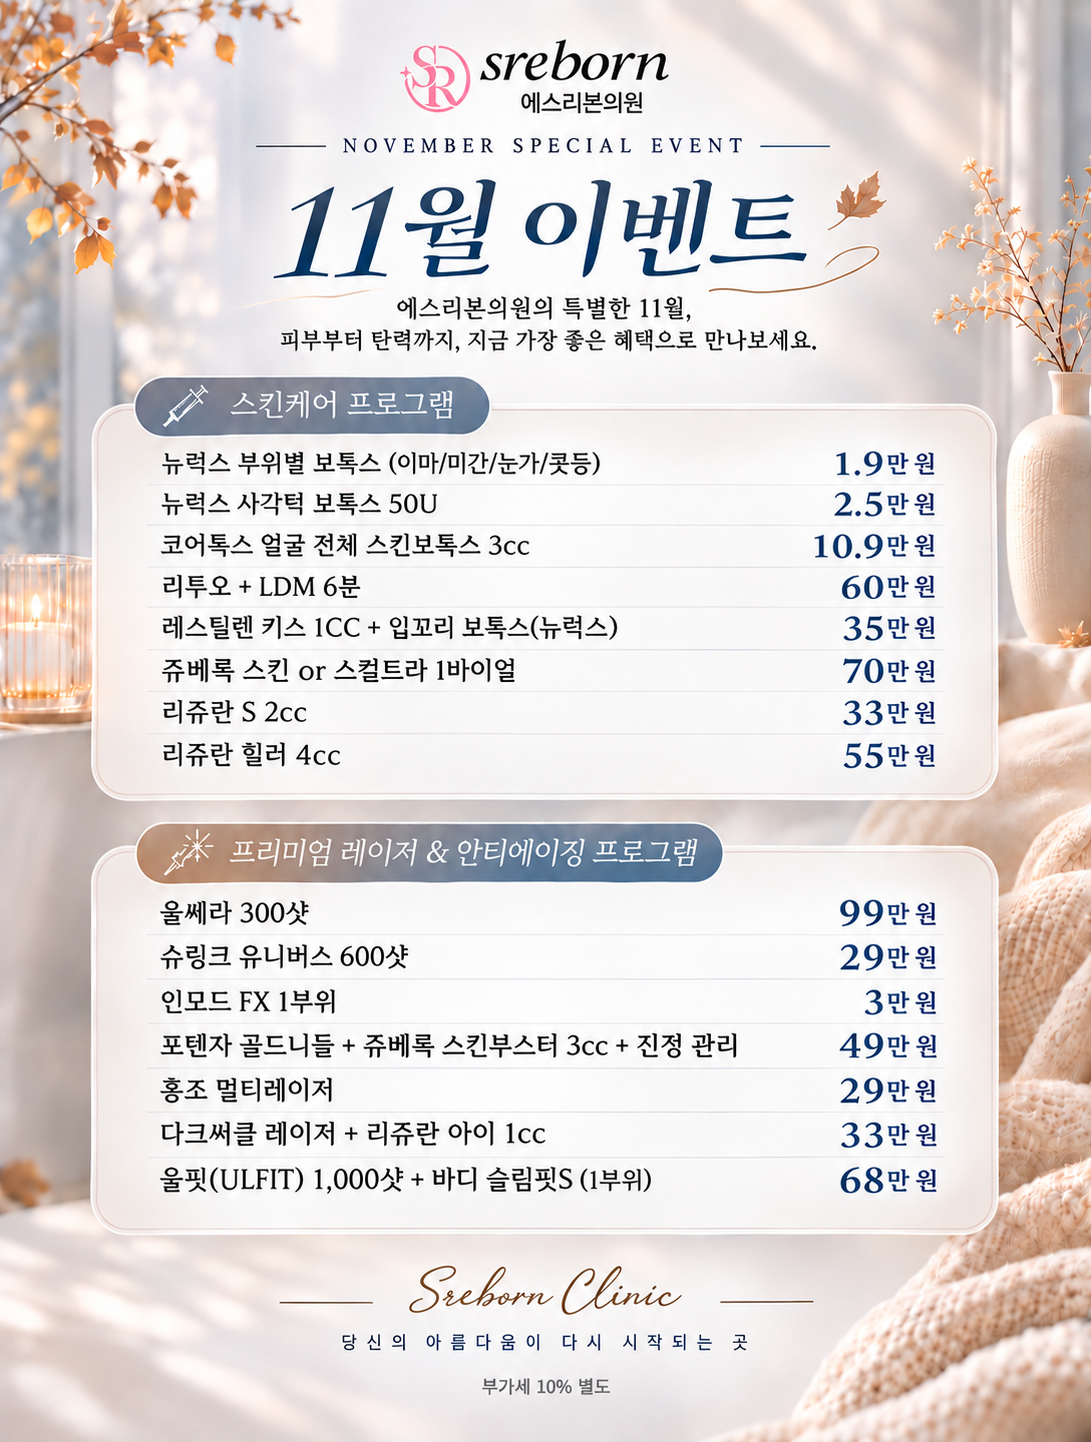 SR
sreborn
에스리본의원
NOVEMBER SPECIAL EVENT
11월 이벤트
에스리본의원의 특별한 11월,
피부부터 탄력까지, 지금 가장 좋은 혜택으로 만나보세요.
스킨케어 프로그램
뉴럭스 부위별 보톡스 (이마/미간/눈가/콧등) 1.9만원
뉴럭스 사각턱 보톡스 50U 2.5만원
코어톡스 얼굴 전체 스킨보톡스 3cc 10.9만원
리투오 + LDM 6분 60만원
레스틸렌 키스 1CC + 입꼬리 보톡스(뉴럭스) 35만원
쥬베룩 스킨 or 스컬트라 1바이얼 70만원
리쥬란 S 2cc 33만원
리쥬란 힐러 4cc 55만원
프리미엄 레이저 & 안티에이징 프로그램
울쎄라 300샷 99만원
슈링크 유니버스 600샷 29만원
인모드 FX 1부위 3만원
포텐자 골드니들 + 쥬베룩 스킨부스터 3cc + 진정 관리 49만원
홍조 멀티레이저 29만원
다크써클 레이저 + 리쥬란 아이 1cc 33만원
울핏(ULFIT) 1,000샷 + 바디 슬림핏S (1부위) 68만원
Sreborn Clinic
당신의 아름다움이 다시 시작되는 곳
부가세 10% 별도